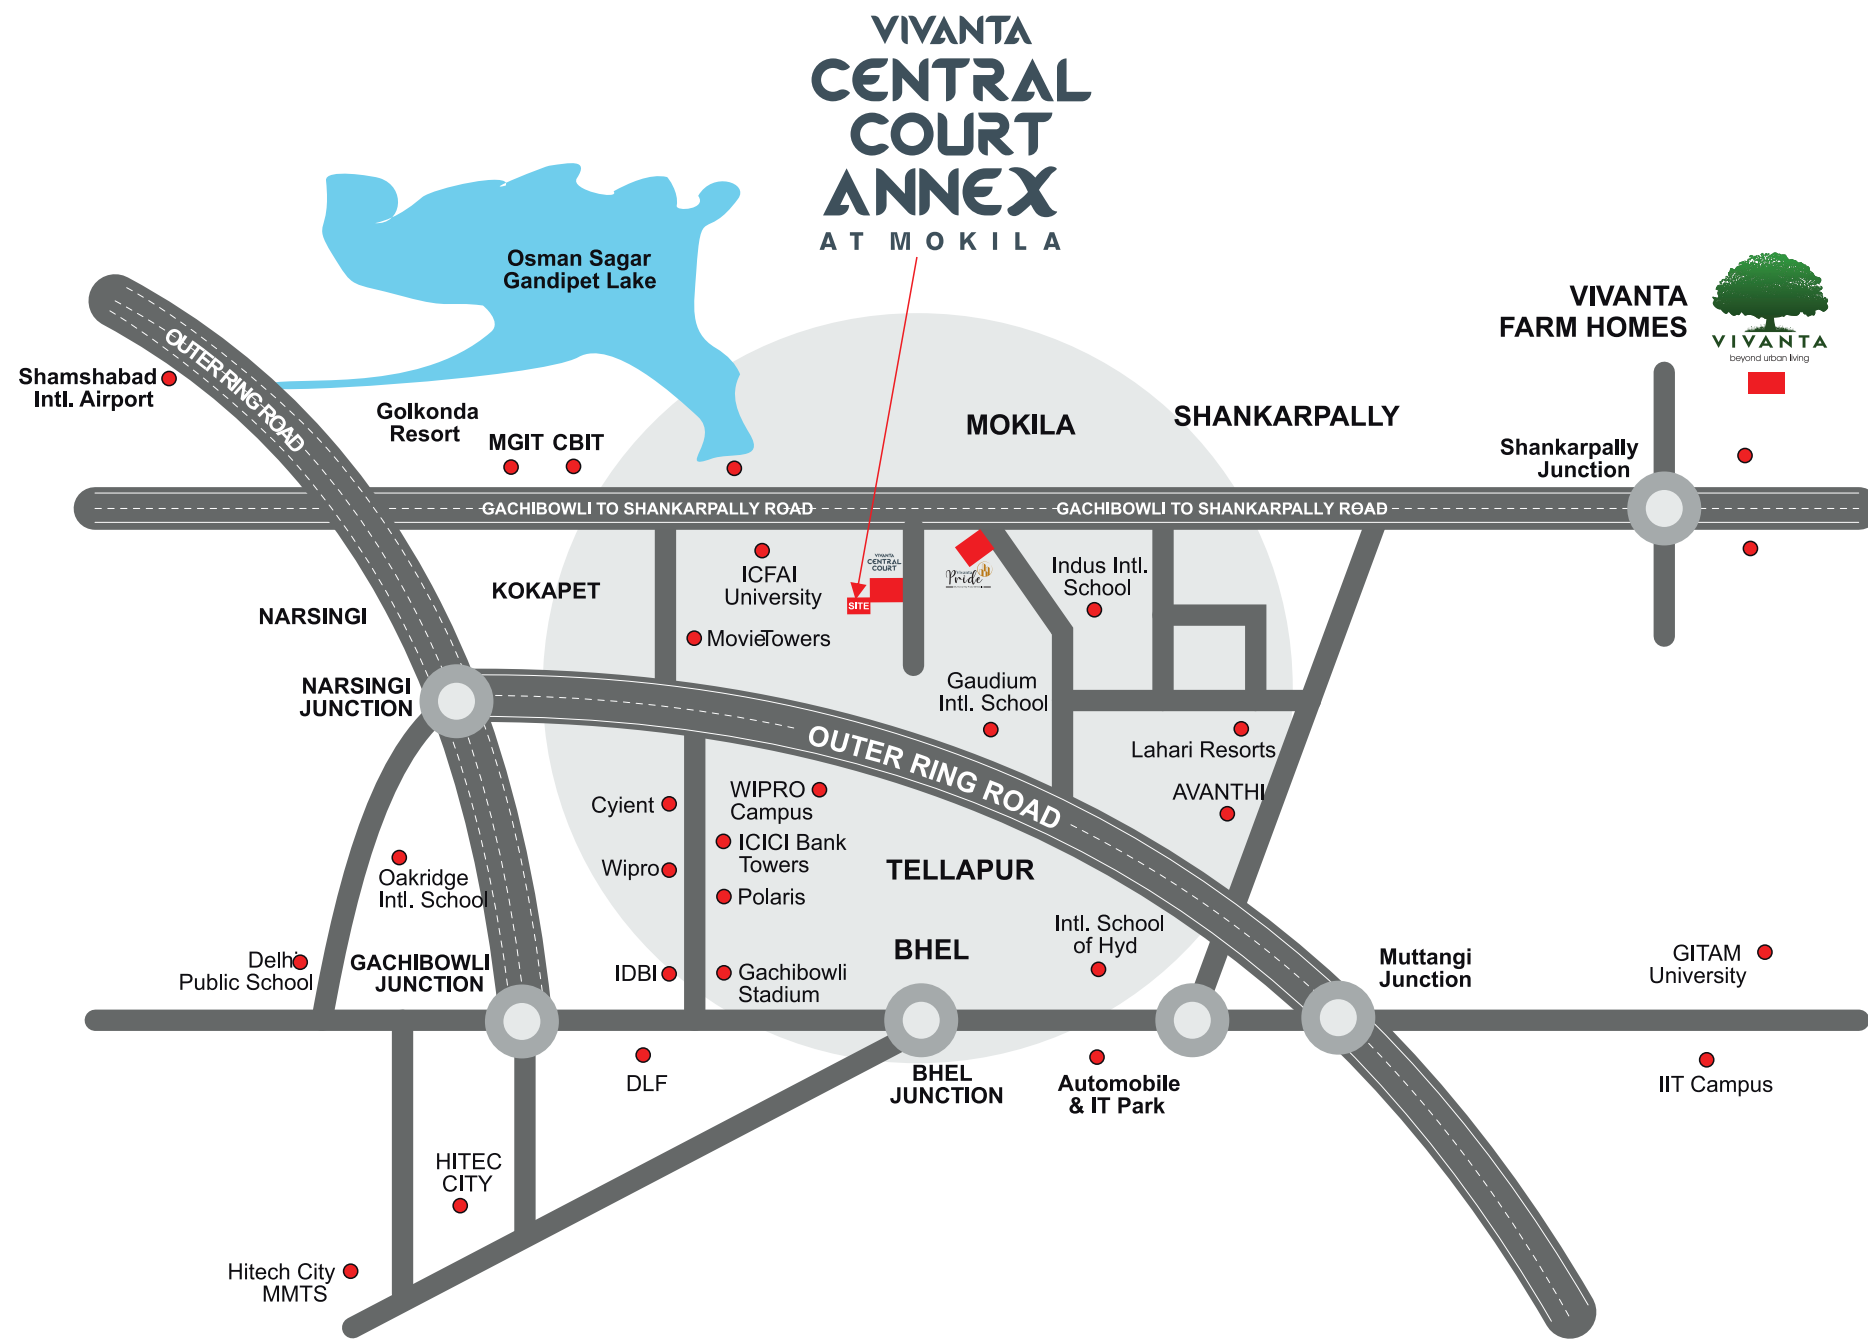 VIVANTA
CENTRAL
COURT
ANNEX
AT MOKILA
Osman Sagar
Gandipet Lake
VIVANTA
FARM HOMES
VIVANTA
beyond urban living
OUTER RING ROAD
Shamshabad
Intl. Airport
Golkonda
Resort
MGIT CBIT
MOKILA
SHANKARPALLY
Shankarpally
Junction
GACHIBOWLI TO SHANKARPALLY ROAD
GACHIBOWLI TO SHANKARPALLY ROAD
KOKAPET
ICFAI
University
VIVANTA
CENTRAL
COURT
SITE
Pride
Indus Intl.
School
NARSINGI
MovieTowers
NARSINGI
JUNCTION
Gaudium
Intl. School
OUTER RING ROAD
Lahari Resorts
AVANTHI
Cyient
WIPRO
Campus
ICICI Bank
Towers
Wipro
Polaris
TELLAPUR
Oakridge
Intl. School
Intl. School
of Hyd
BHEL
Delhi
Public School
GACHIBOWLI
JUNCTION
IDBI
Gachibowli
Stadium
Muttangi
Junction
GITAM
University
DLF
BHEL
JUNCTION
Automobile
& IT Park
IIT Campus
HITEC
CITY
Hitech City
MMTS